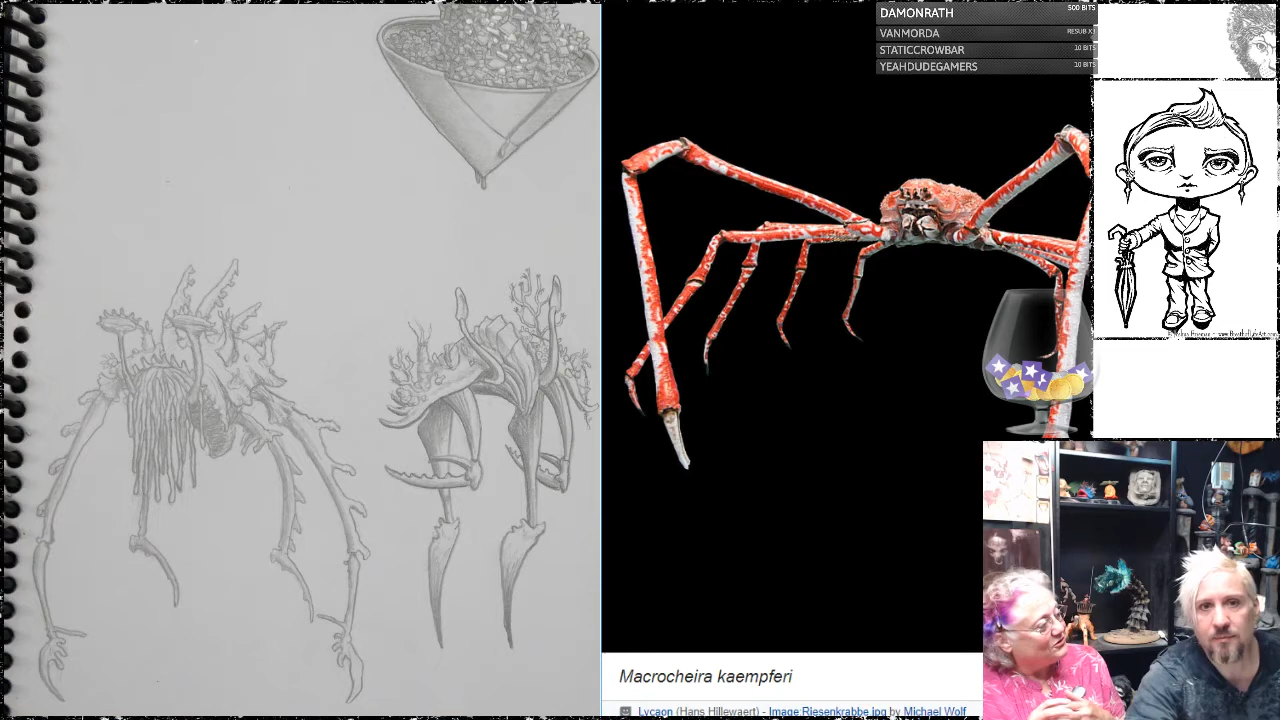 DAMONRATH 500 BITS
VANMORDA RESUB X1
STATICCROWBAR 10 BITS
YEAHDUDEGAMERS 10 BITS
Macrocheira kaempferi
Lycaon (Hans Hillewaert) - Image:Riesenkrabbe.jpg by Michael Wolf